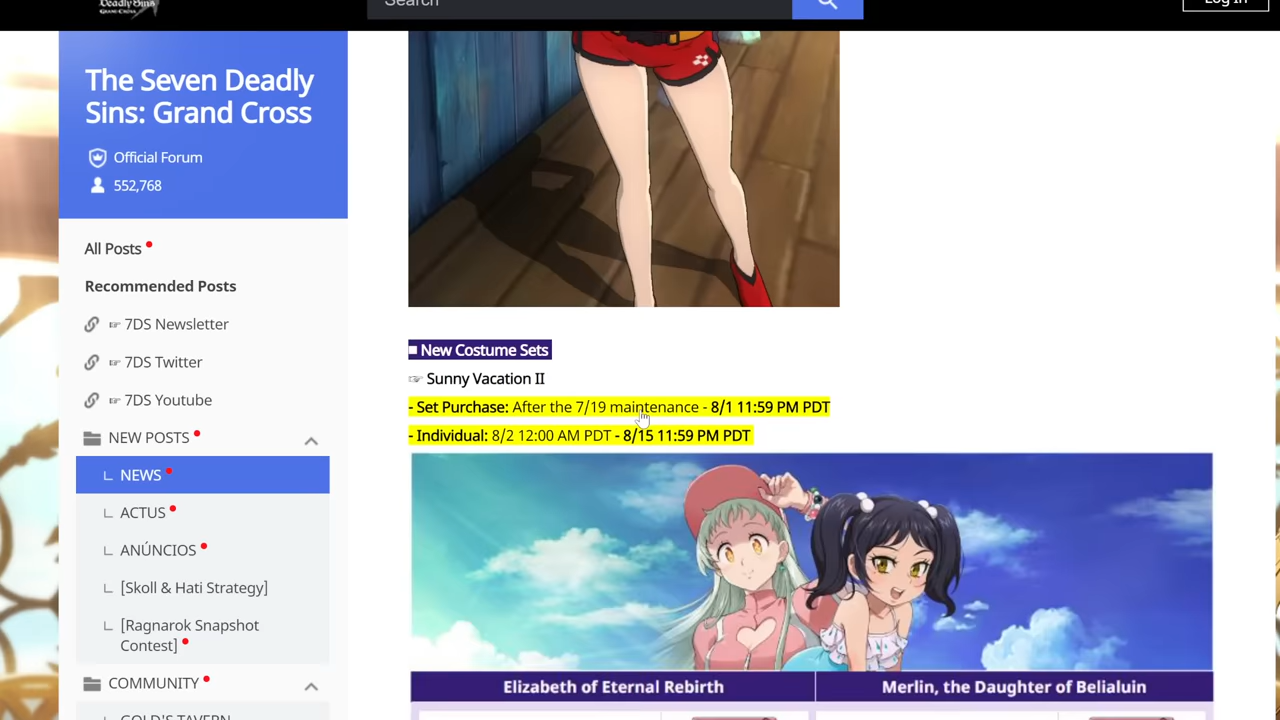 Deadly Sins
GRAND CROSS
Search
Log In
The Seven Deadly
Sins: Grand Cross
Official Forum
552,768
All Posts
Recommended Posts
☞ 7DS Newsletter
☞ 7DS Twitter
☞ 7DS Youtube
NEW POSTS
∟ NEWS
∟ ACTUS
∟ ANÚNCIOS
∟ [Skoll & Hati Strategy]
∟ [Ragnarok Snapshot
Contest]
COMMUNITY
∟ GOLD'S TAVERN
■ New Costume Sets
☞ Sunny Vacation II
- Set Purchase: After the 7/19 maintenance - 8/1 11:59 PM PDT
- Individual: 8/2 12:00 AM PDT - 8/15 11:59 PM PDT
Elizabeth of Eternal Rebirth
Merlin, the Daughter of Belialuin